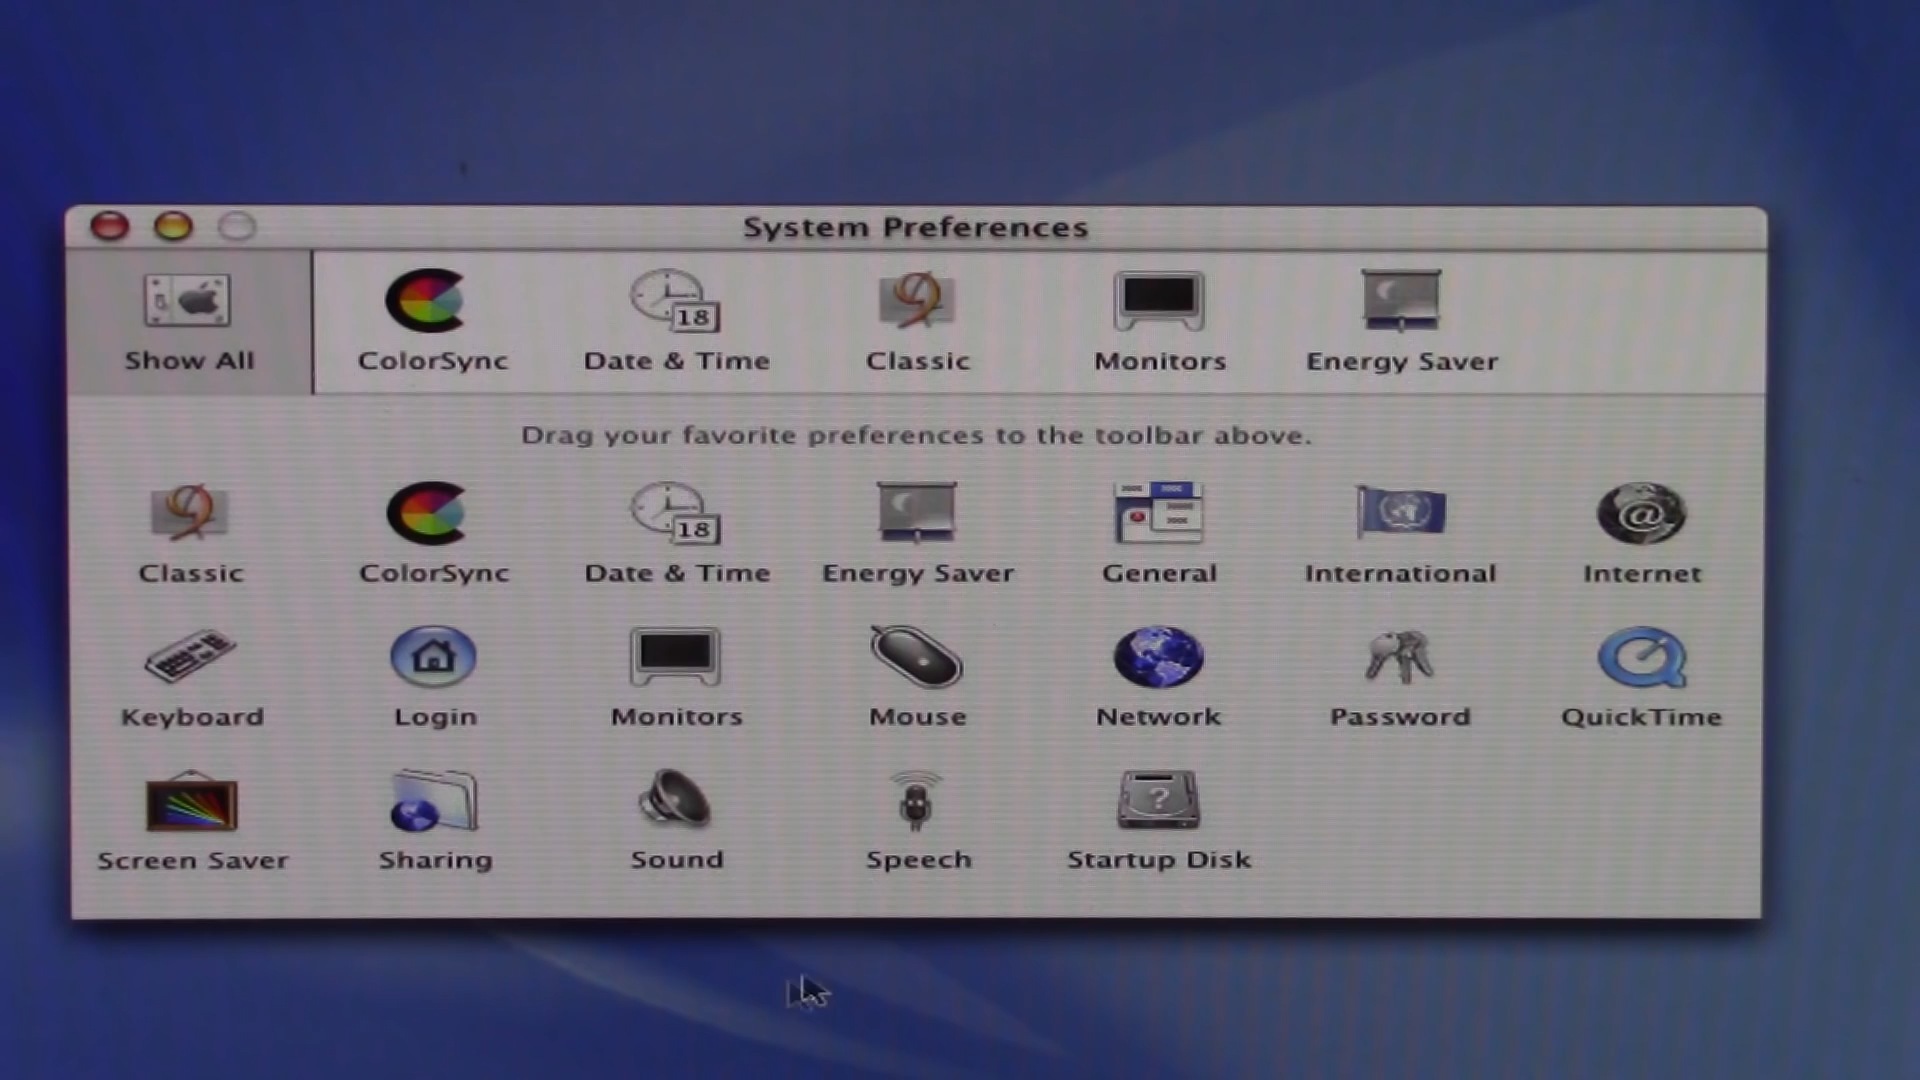 System Preferences
Show All ColorSync Date & Time Classic Monitors Energy Saver
18
Drag your favorite preferences to the toolbar above.
18
Classic ColorSync Date & Time Energy Saver General International Internet
Keyboard Login Monitors Mouse Network Password QuickTime
Screen Saver Sharing Sound Speech Startup Disk